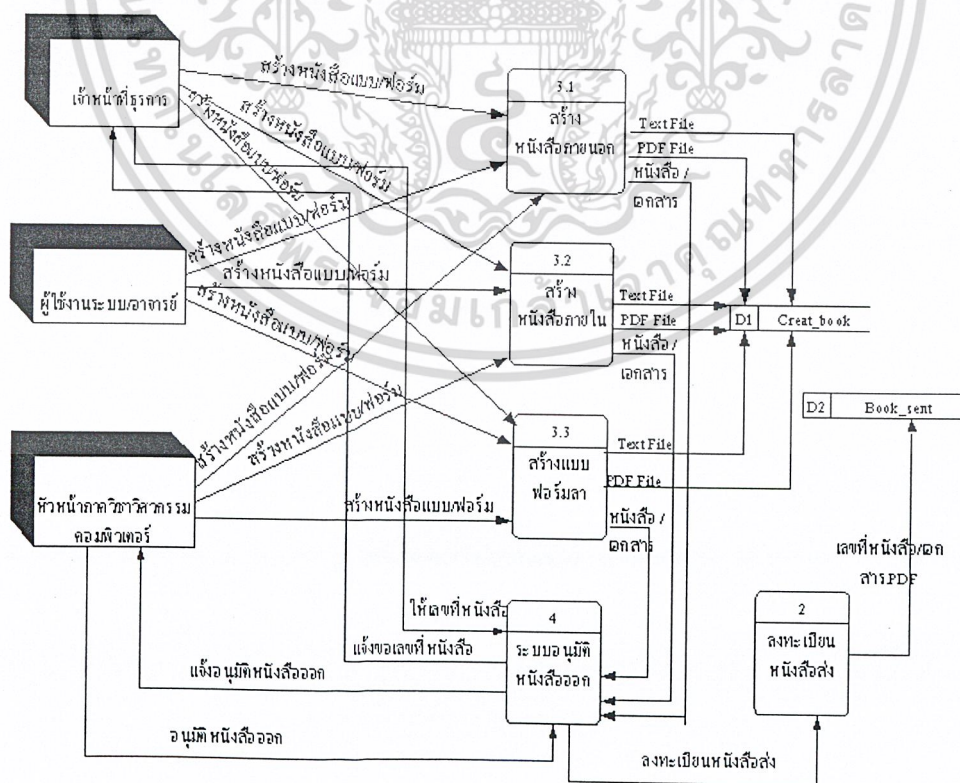 เจ้าหน้าที่ธุรการ
สร้างหนังสือแบบ/ฟอร์ม
สร้างหนังสือแบบ/ฟอร์ม
สร้างหนังสือแบบ/ฟอร์ม
3.1
สร้าง
หนังสือภายนอก
Text File
PDF File
หนังสือ /
เอกสาร
ผู้ใช้งานระบบ/อาจารย์
สร้างหนังสือแบบ/ฟอร์ม
สร้างหนังสือแบบ/ฟอร์ม
สร้างหนังสือแบบ/ฟอร์ม
3.2
สร้าง
หนังสือภายใน
Text File
PDF File
หนังสือ /
เอกสาร
D1 Creat_book
D2 Book_sent
หัวหน้าภาควิชาวิศวกรรม
คอมพิวเตอร์
สร้างหนังสือแบบ/ฟอร์ม
สร้างหนังสือแบบ/ฟอร์ม
สร้างหนังสือแบบ/ฟอร์ม
3.3
สร้างแบบ
ฟอร์มลา
Text File
PDF File
หนังสือ /
เอกสาร
เลขที่หนังสือ/เอก
สารPDF
ให้เลขที่หนังสือ
แจ้งขอเลขที่หนังสือ
แจ้งอนุมัติหนังสือออก
อนุมัติหนังสือออก
4
ระบบอนุมัติ
หนังสือออก
2
ลงทะเบียน
หนังสือส่ง
ลงทะเบียนหนังสือส่ง